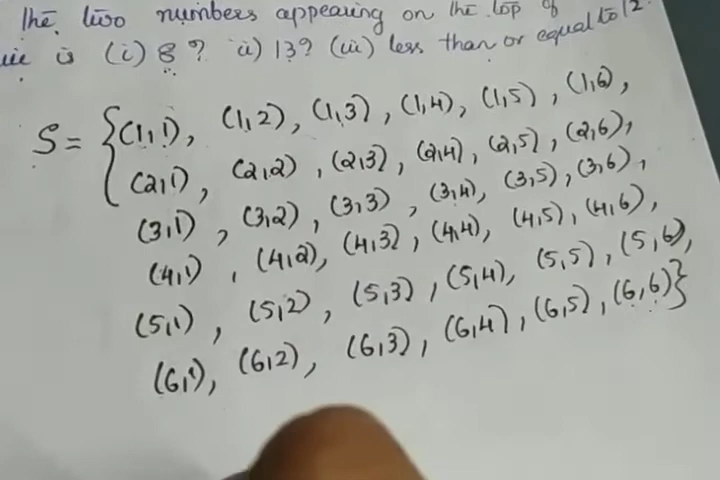 the two numbers appearing on the top of
is (i) 8? ii) 13? (iii) less than or equal to 12.
S = {(1,1), (1,2), (1,3), (1,4), (1,5), (1,6),
(2,1), (2,2), (2,3), (2,4), (2,5), (2,6),
(3,1), (3,2), (3,3), (3,4), (3,5), (3,6),
(4,1), (4,2), (4,3), (4,4), (4,5), (4,6),
(5,1), (5,2), (5,3), (5,4), (5,5), (5,6),
(6,1), (6,2), (6,3), (6,4), (6,5), (6,6)}